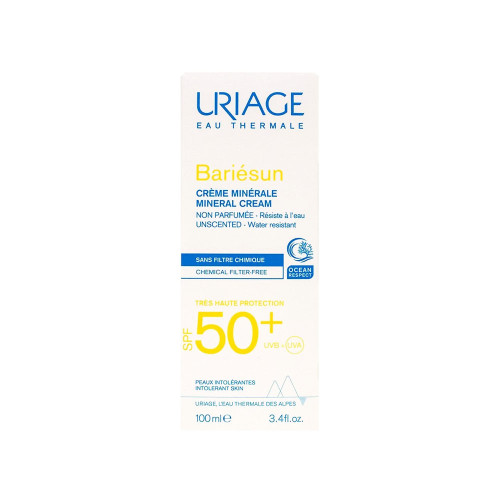 URIAGE
EAU THERMALE
Bariésun
CRÈME MINÉRALE
MINERAL CREAM
NON PARFUMÉE - Résiste à l'eau
UNSCENTED - Water resistant
SANS FILTRE CHIMIQUE
CHEMICAL FILTER-FREE
OCEAN
RESPECT
TRÈS HAUTE PROTECTION
SPF 50+
UVB - UVA
PEAUX INTOLÉRANTES
INTOLERANT SKIN
URIAGE, L'EAU THERMALE DES ALPES
100 ml e 3.4fl.oz.